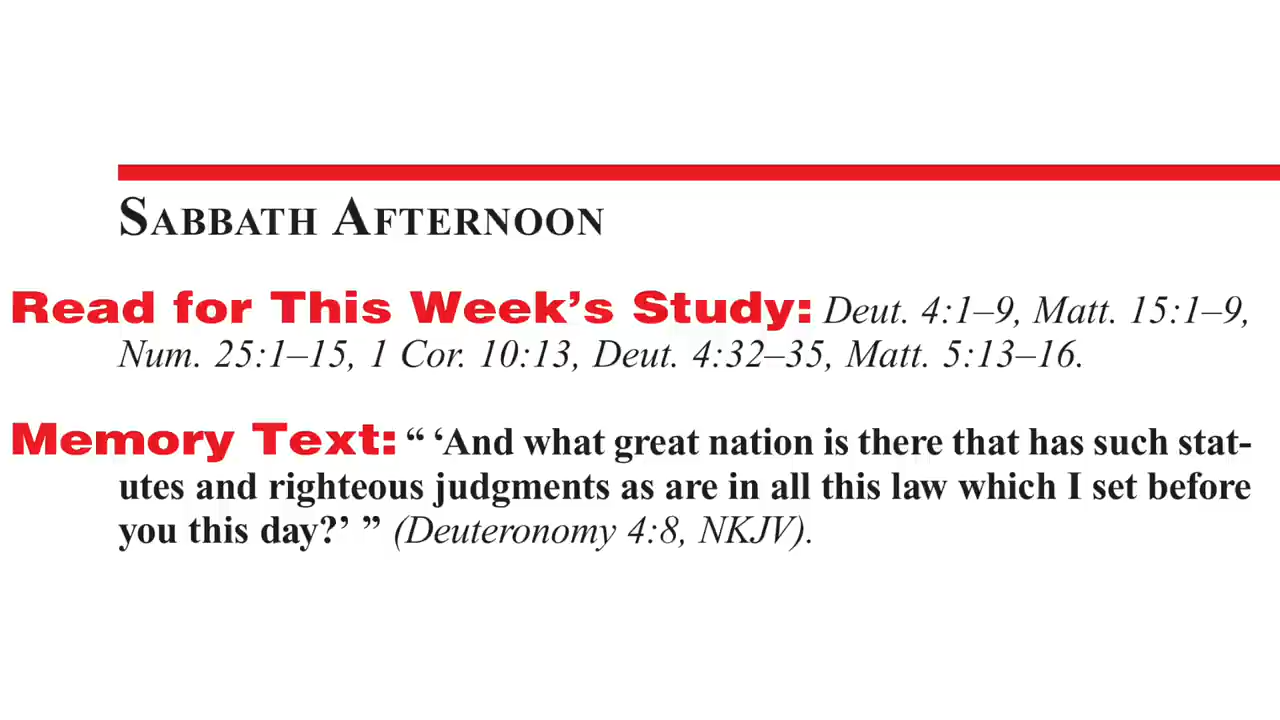 SABBATH AFTERNOON
Read for This Week’s Study: Deut. 4:1–9, Matt. 15:1–9,
Num. 25:1–15, 1 Cor. 10:13, Deut. 4:32–35, Matt. 5:13–16.
Memory Text: “ ‘And what great nation is there that has such stat-
utes and righteous judgments as are in all this law which I set before
you this day?’ ” (Deuteronomy 4:8, NKJV).